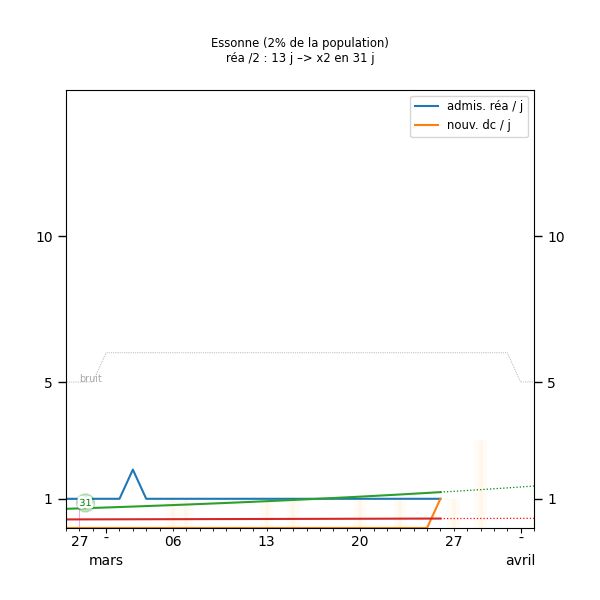 Essonne (2% de la population)
réa /2 : 13 j –> x2 en 31 j
admis. réa / j
nouv. dc / j
10 10
5 5
bruit
1 1
31
27 - 06 13 20 27 -
mars avril